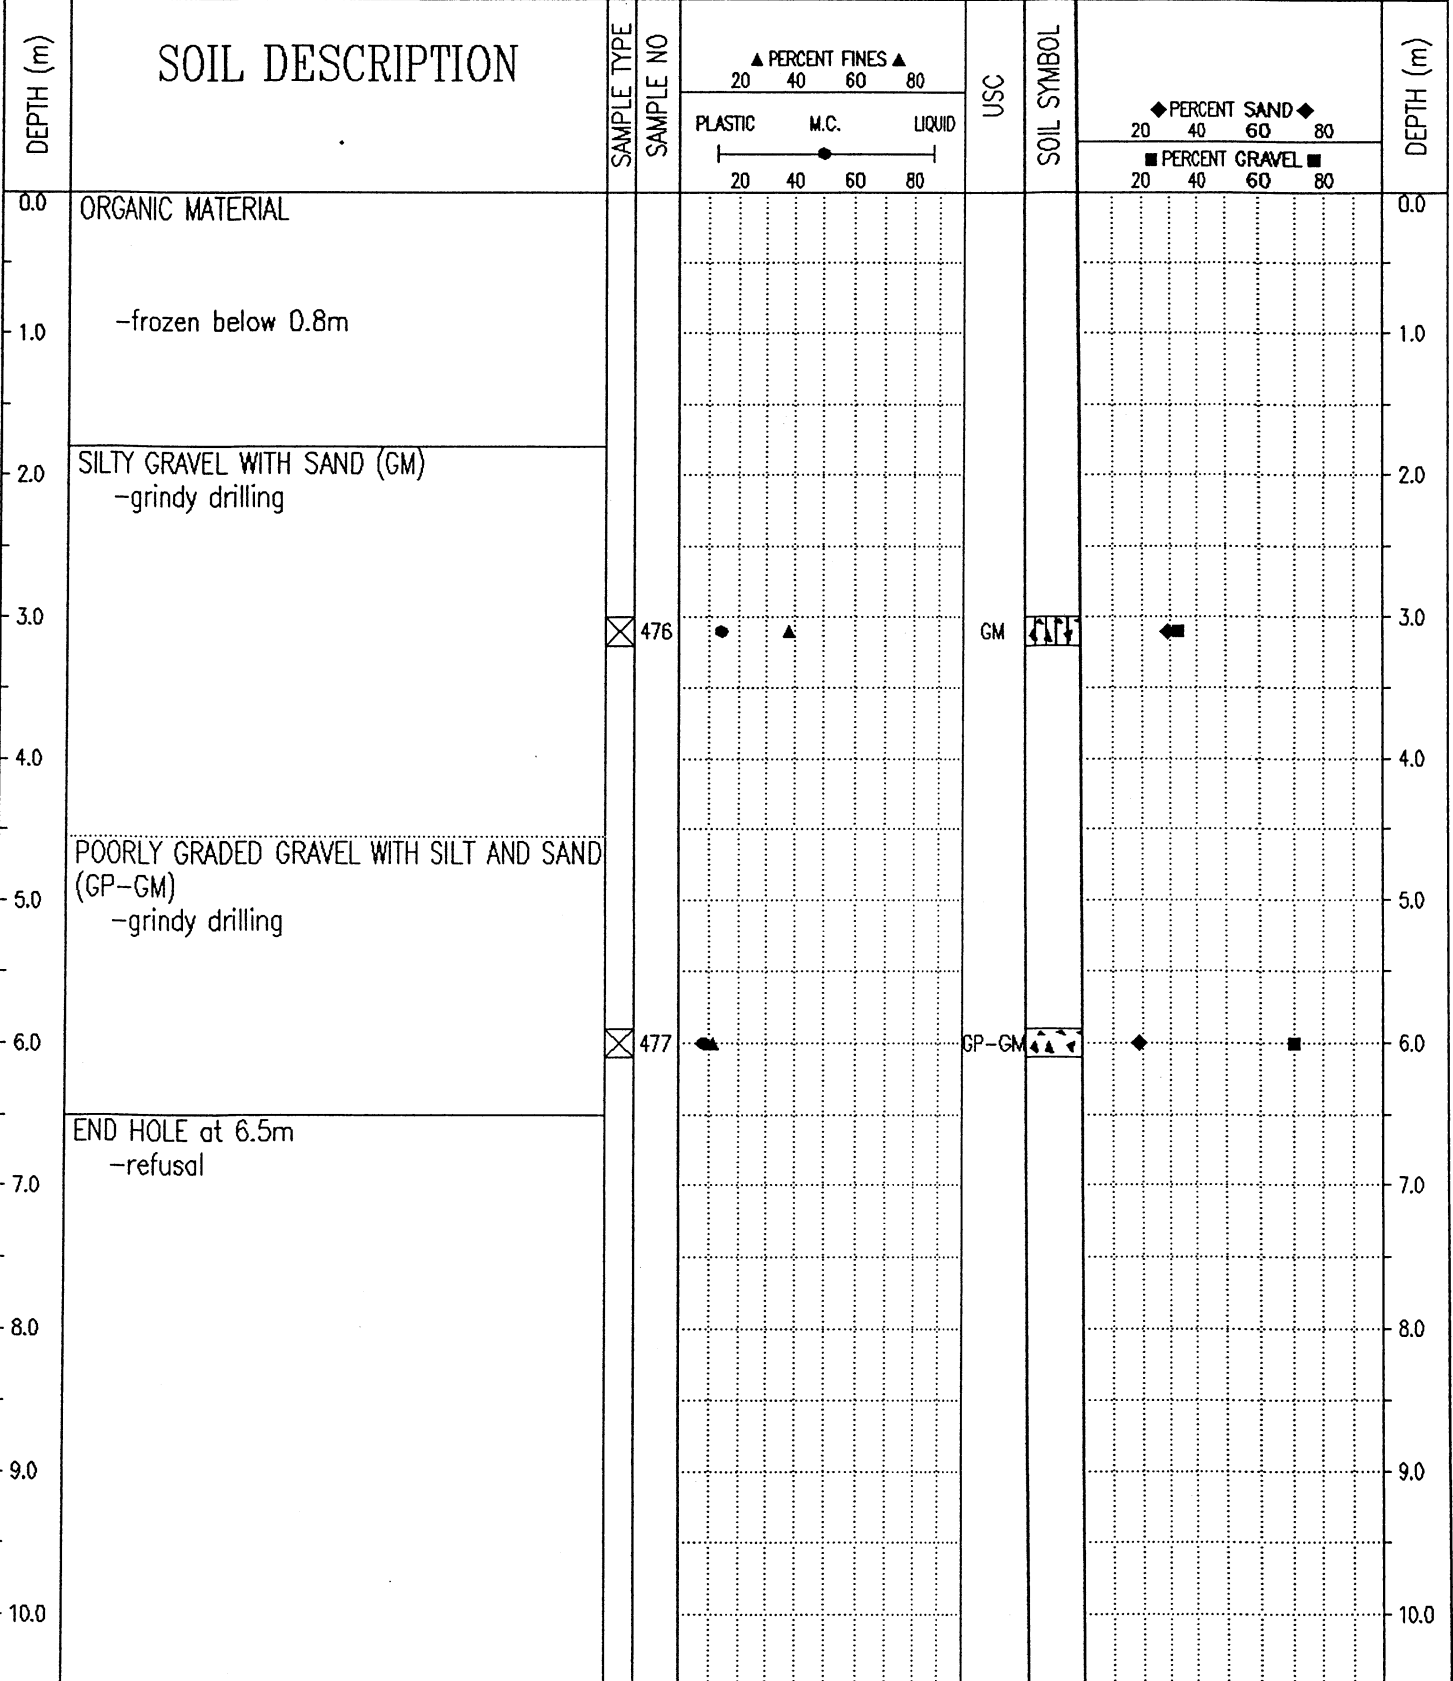 DEPTH (m)
SOIL DESCRIPTION
SAMPLE TYPE
SAMPLE NO
▲ PERCENT FINES ▲
20 40 60 80
PLASTIC M.C. LIQUID
20 40 60 80
USC
SOIL SYMBOL
◆ PERCENT SAND ◆
20 40 60 80
■ PERCENT GRAVEL ■
20 40 60 80
DEPTH (m)
0.0 ORGANIC MATERIAL 0.0
1.0 -frozen below 0.8m 1.0
SILTY GRAVEL WITH SAND (GM)
2.0 2.0
-grindy drilling
3.0 3.0
476 GM
4.0 4.0
POORLY GRADED GRAVEL WITH SILT AND SAND
(GP-GM)
5.0 5.0
-grindy drilling
6.0 477 GP-GM 6.0
END HOLE at 6.5m
-refusal
7.0 7.0
8.0 8.0
9.0 9.0
10.0 10.0